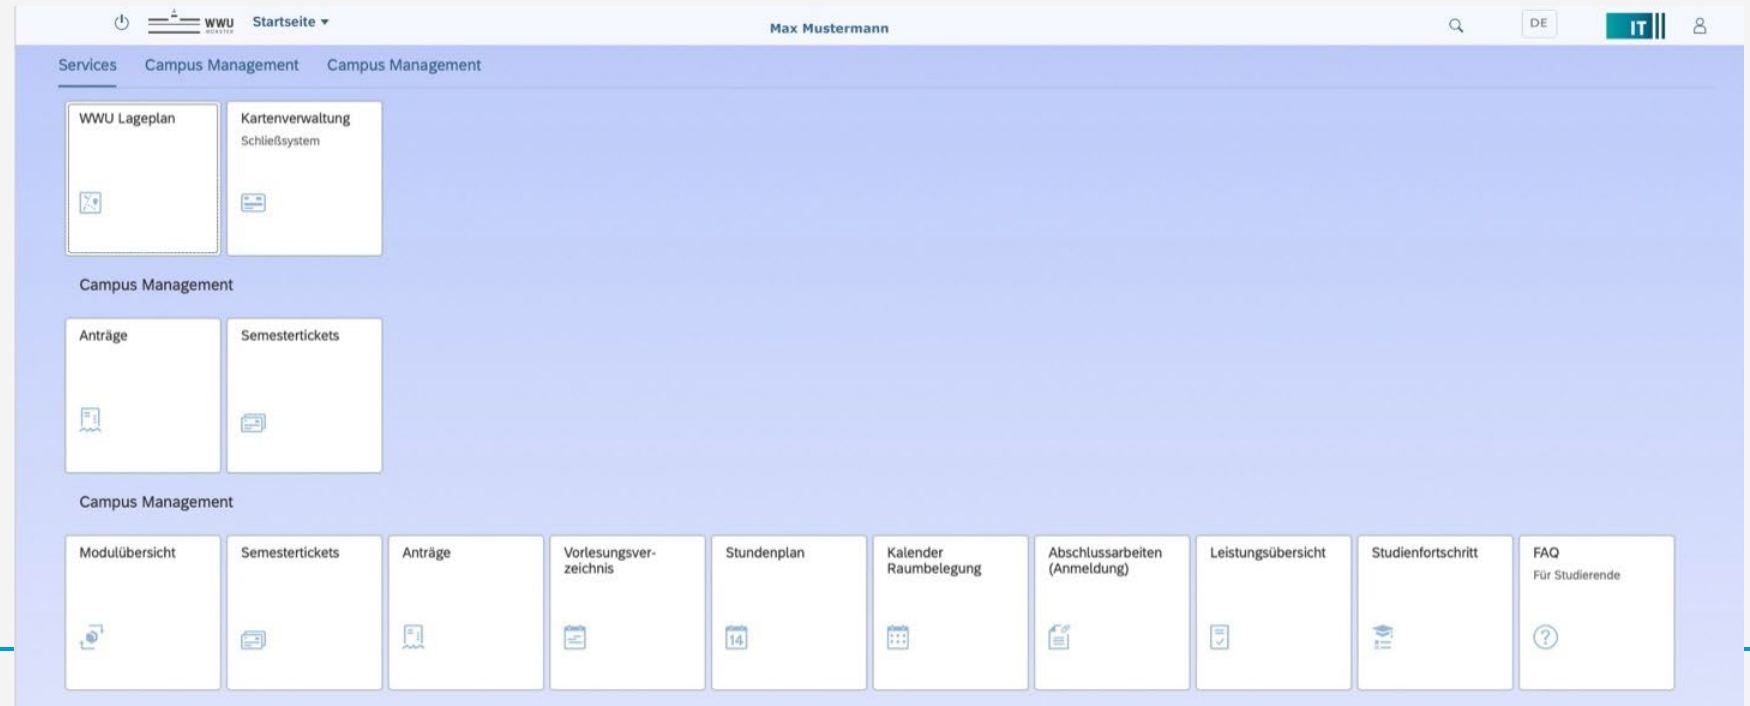 WWU
MÜNSTER
Startseite
Max Mustermann
DE
IT
Services Campus Management Campus Management
WWU Lageplan
Kartenverwaltung
Schließsystem
Campus Management
Anträge
Semestertickets
Campus Management
Modulübersicht
Semestertickets
Anträge
Vorlesungsver-
zeichnis
Stundenplan
14
Kalender
Raumbelegung
Abschlussarbeiten
(Anmeldung)
Leistungsübersicht
Studienfortschritt
FAQ
Für Studierende
?